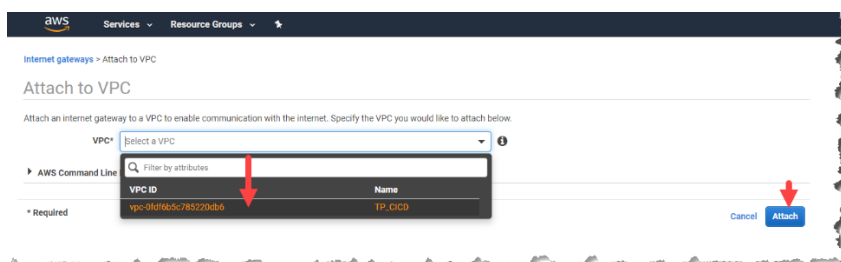 aws Services Resource Groups
Internet gateways > Attach to VPC
Attach to VPC
Attach an internet gateway to a VPC to enable communication with the internet. Specify the VPC you would like to attach below.
VPC* Select a VPC
AWS Command Line
Filter by attributes
VPC ID Name
vpc-0fdf6b5c785220db6 TP_CICD
* Required
Cancel Attach